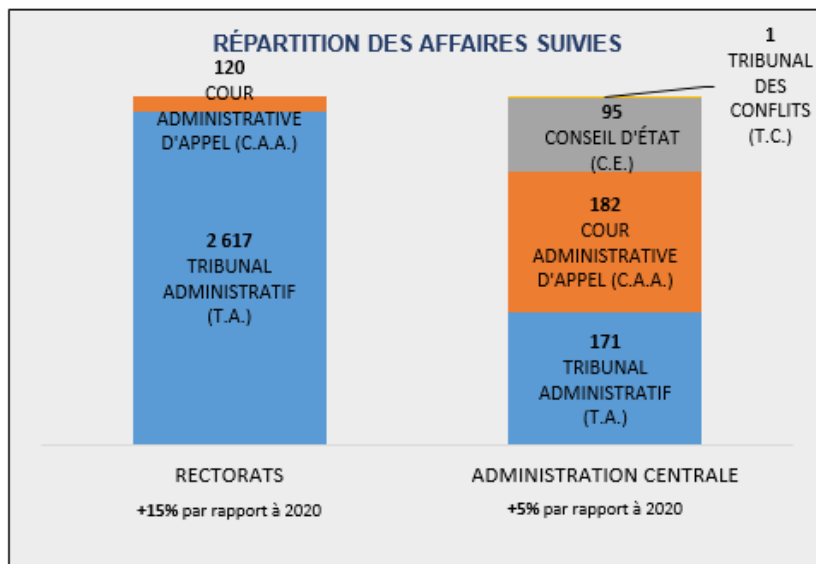 RÉPARTITION DES AFFAIRES SUIVIES
120
COUR
ADMINISTRATIVE
D'APPEL (C.A.A.)
2 617
TRIBUNAL
ADMINISTRATIF
(T.A.)
RECTORATS
+15% par rapport à 2020
1
TRIBUNAL
DES
CONFLITS
(T.C.)
95
CONSEIL D'ÉTAT
(C.E.)
182
COUR
ADMINISTRATIVE
D'APPEL (C.A.A.)
171
TRIBUNAL
ADMINISTRATIF
(T.A.)
ADMINISTRATION CENTRALE
+5% par rapport à 2020